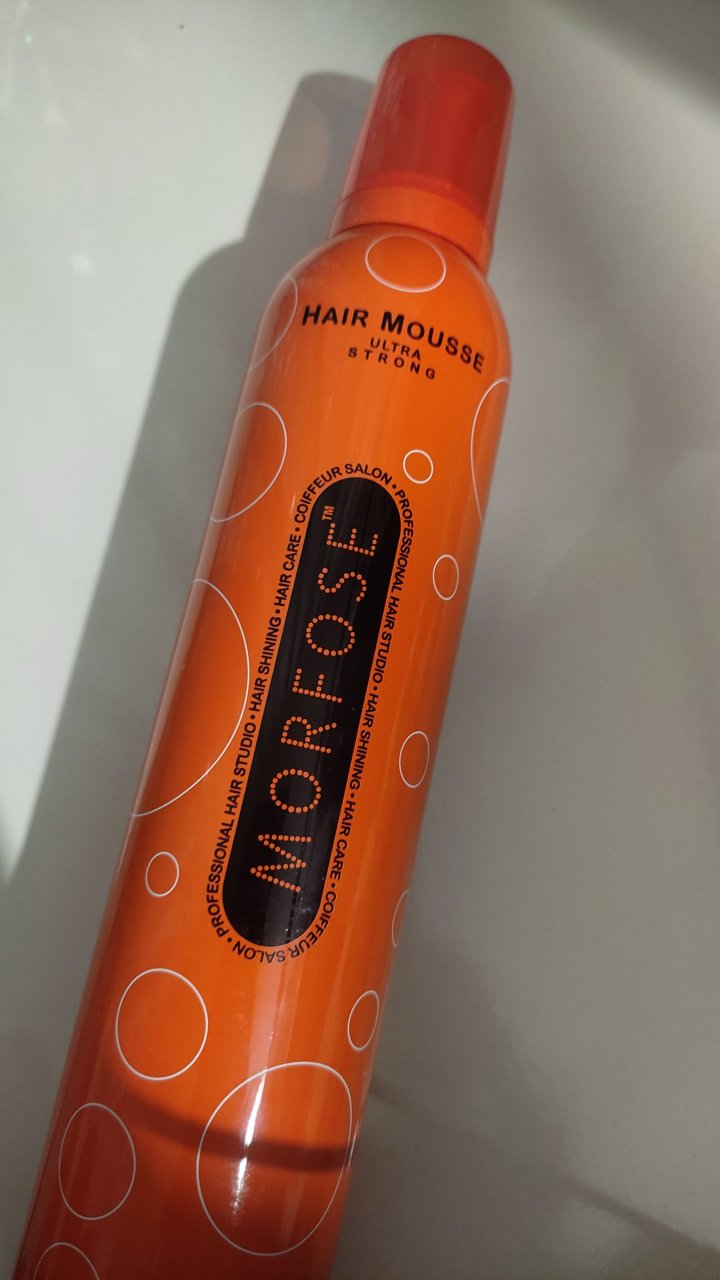 HAIR MOUSSE
ULTRA
STRONG
MORFOSE™
PROFESSIONAL HAIR STUDIO • HAIR SHINING • HAIR CARE • COIFFEUR SALON • PROFESSIONAL HAIR STUDIO • HAIR SHINING • HAIR CARE • COIFFEUR SALON •